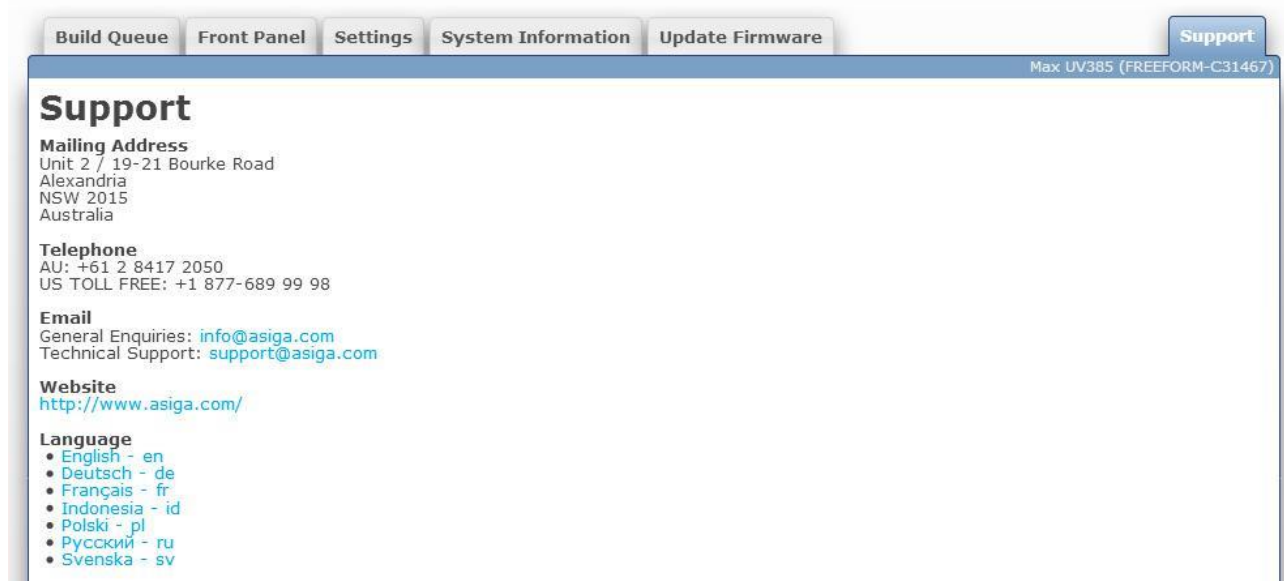 Build Queue Front Panel Settings System Information Update Firmware Support
Max UV385 (FREEFORM-C31467)
Support
Mailing Address
Unit 2 / 19-21 Bourke Road
Alexandria
NSW 2015
Australia
Telephone
AU: +61 2 8417 2050
US TOLL FREE: +1 877-689 99 98
Email
General Enquiries: info@asiga.com
Technical Support: support@asiga.com
Website
http://www.asiga.com/
Language
• English - en
• Deutsch - de
• Français - fr
• Indonesia - id
• Polski - pl
• Русский - ru
• Svenska - sv